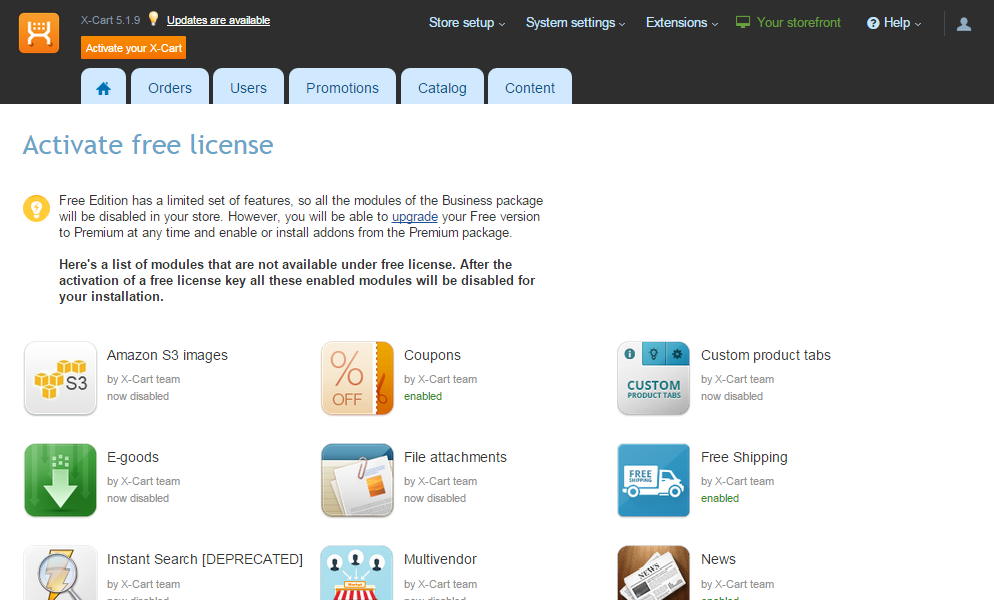 X-Cart 5.1.9 Updates are available
Activate your X-Cart
Store setup System settings Extensions Your storefront Help
Orders Users Promotions Catalog Content
Activate free license
Free Edition has a limited set of features, so all the modules of the Business package
will be disabled in your store. However, you will be able to upgrade your Free version
to Premium at any time and enable or install addons from the Premium package.
Here's a list of modules that are not available under free license. After the
activation of a free license key all these enabled modules will be disabled for
your installation.
S3
Amazon S3 images
by X-Cart team
now disabled
% OFF
Coupons
by X-Cart team
enabled
CUSTOM
PRODUCT TABS
Custom product tabs
by X-Cart team
now disabled
E-goods
by X-Cart team
now disabled
File attachments
by X-Cart team
now disabled
FREE
SHIPPING
Free Shipping
by X-Cart team
enabled
Instant Search [DEPRECATED]
by X-Cart team
now disabled
Market
Multivendor
by X-Cart team
now disabled
NEWS
News
by X-Cart team
enabled